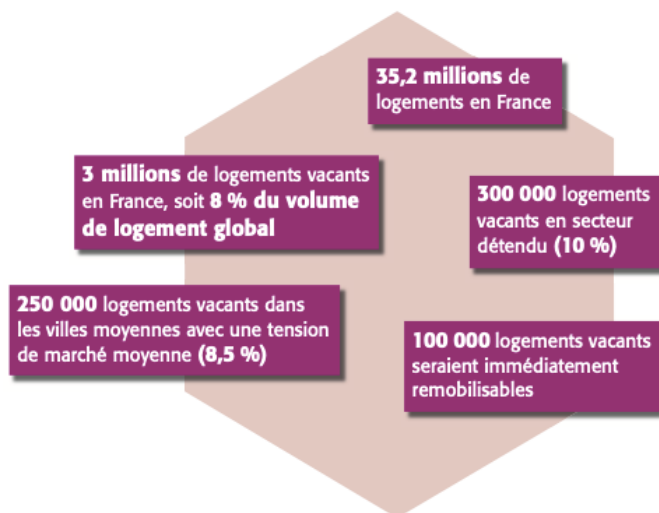 35,2 millions de
logements en France
3 millions de logements vacants
en France, soit 8 % du volume
de logement global
300 000 logements
vacants en secteur
détendu (10 %)
250 000 logements vacants dans
les villes moyennes avec une tension
de marché moyenne (8,5 %)
100 000 logements vacants
seraient immédiatement
remobilisables